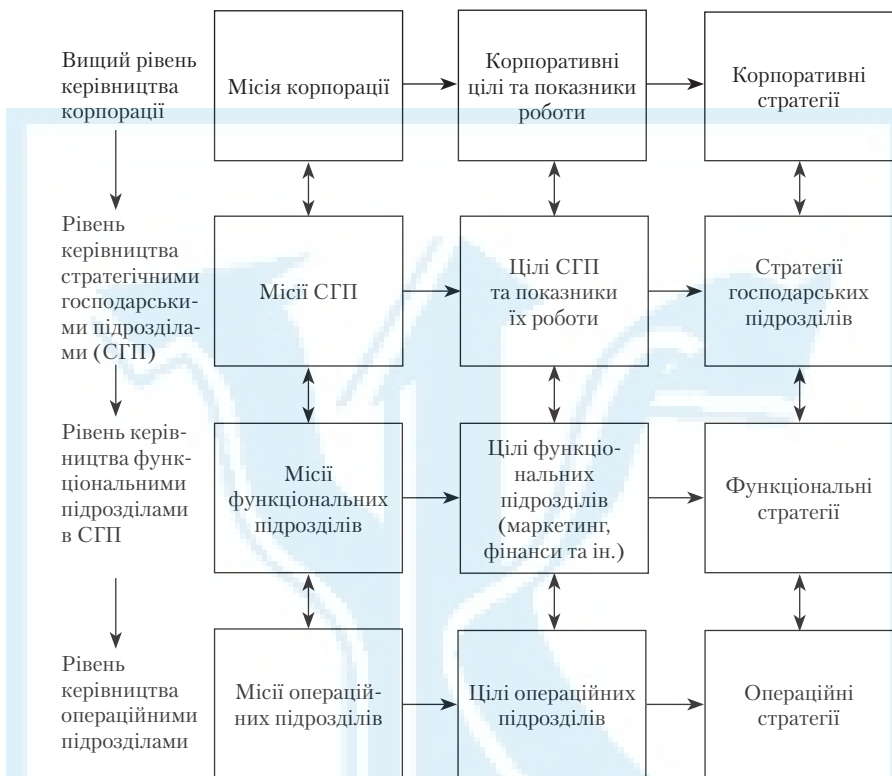 Вищий рівень
керівництва
корпорації
Місія корпорації
Корпоративні
цілі та показники
роботи
Корпоративні
стратегії
Рівень
керівництва
стратегічними
господарськи-
ми підрозділа-
ми (СГП)
Місії СГП
Цілі СГП
та показники
їх роботи
Стратегії
господарських
підрозділів
Рівень керів-
ництва функ-
ціональними
підрозділами
в СГП
Місії
функціональних
підрозділів
Цілі функціо-
нальних
підрозділів
(маркетинг,
фінанси та ін.)
Функціональні
стратегії
Рівень
керівництва
операційними
підрозділами
Місії операцій-
них підрозділів
Цілі операційних
підрозділів
Операційні
стратегії